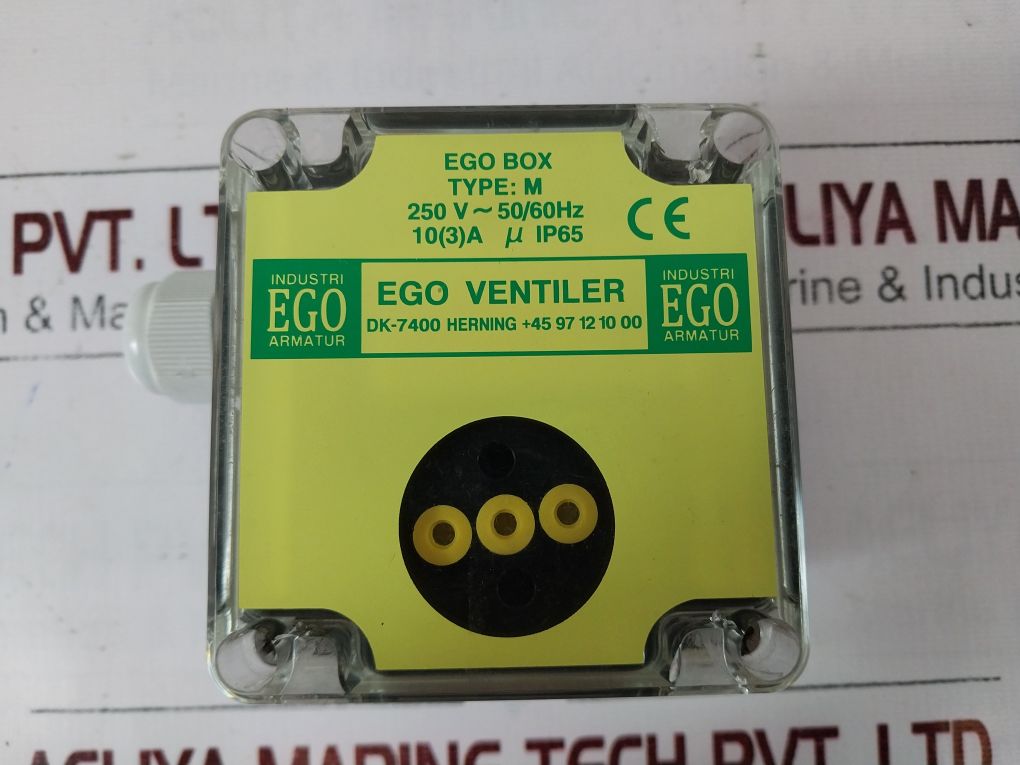 EGO BOX
TYPE: M
250 V ~ 50/60Hz
10(3)A μ IP65
CE
INDUSTRI
EGO
ARMATUR
EGO VENTILER
DK-7400 HERNING +45 97 12 10 00
INDUSTRI
EGO
ARMATUR
PVT. LT
LIYA MA
n & Ma
rine & Indus
AGLIYA MARINE TECH PVT. LTD